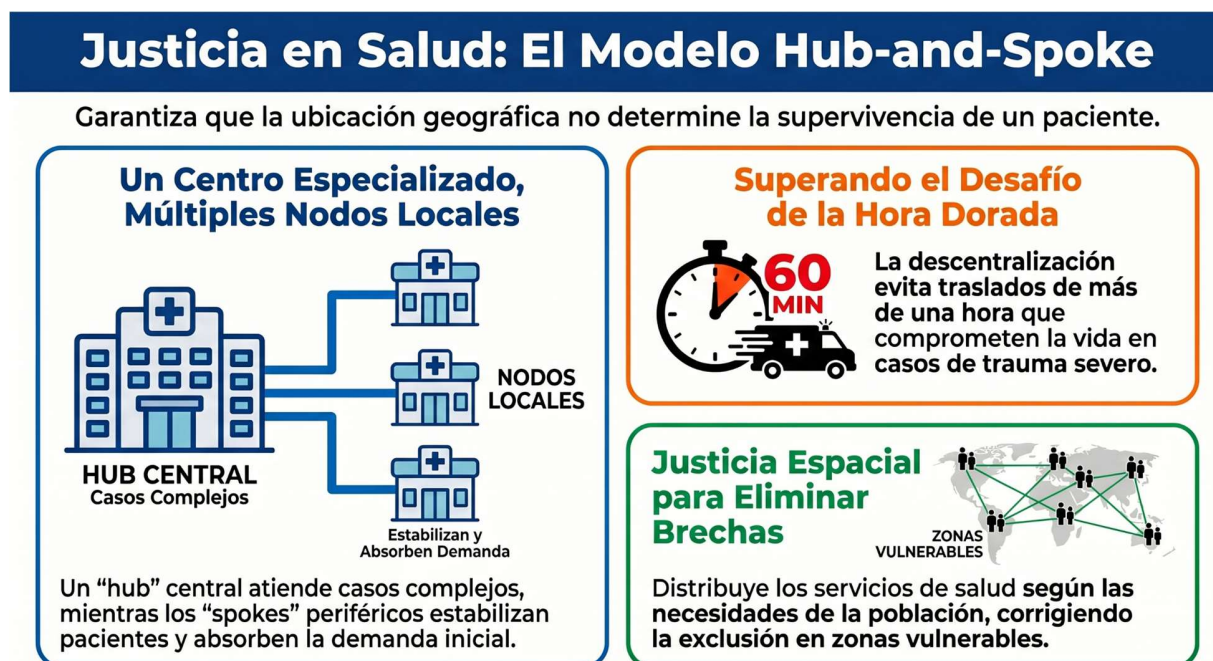 Justicia en Salud: El Modelo Hub-and-Spoke
Garantiza que la ubicación geográfica no determine la supervivencia de un paciente.
Un Centro Especializado,
Múltiples Nodos Locales
HUB CENTRAL
Casos Complejos
NODOS
LOCALES
Estabilizan y
Absorben Demanda
Un “hub” central atiende casos complejos,
mientras los “spokes” periféricos estabilizan
pacientes y absorben la demanda inicial.
Superando el Desafío
de la Hora Dorada
60
MIN
La descentralización
evita traslados de más
de una hora que
comprometen la vida en
casos de trauma severo.
Justicia Espacial
para Eliminar
Brechas
ZONAS
VULNERABLES
Distribuye los servicios de salud según las
necesidades de la población, corrigiendo
la exclusión en zonas vulnerables.